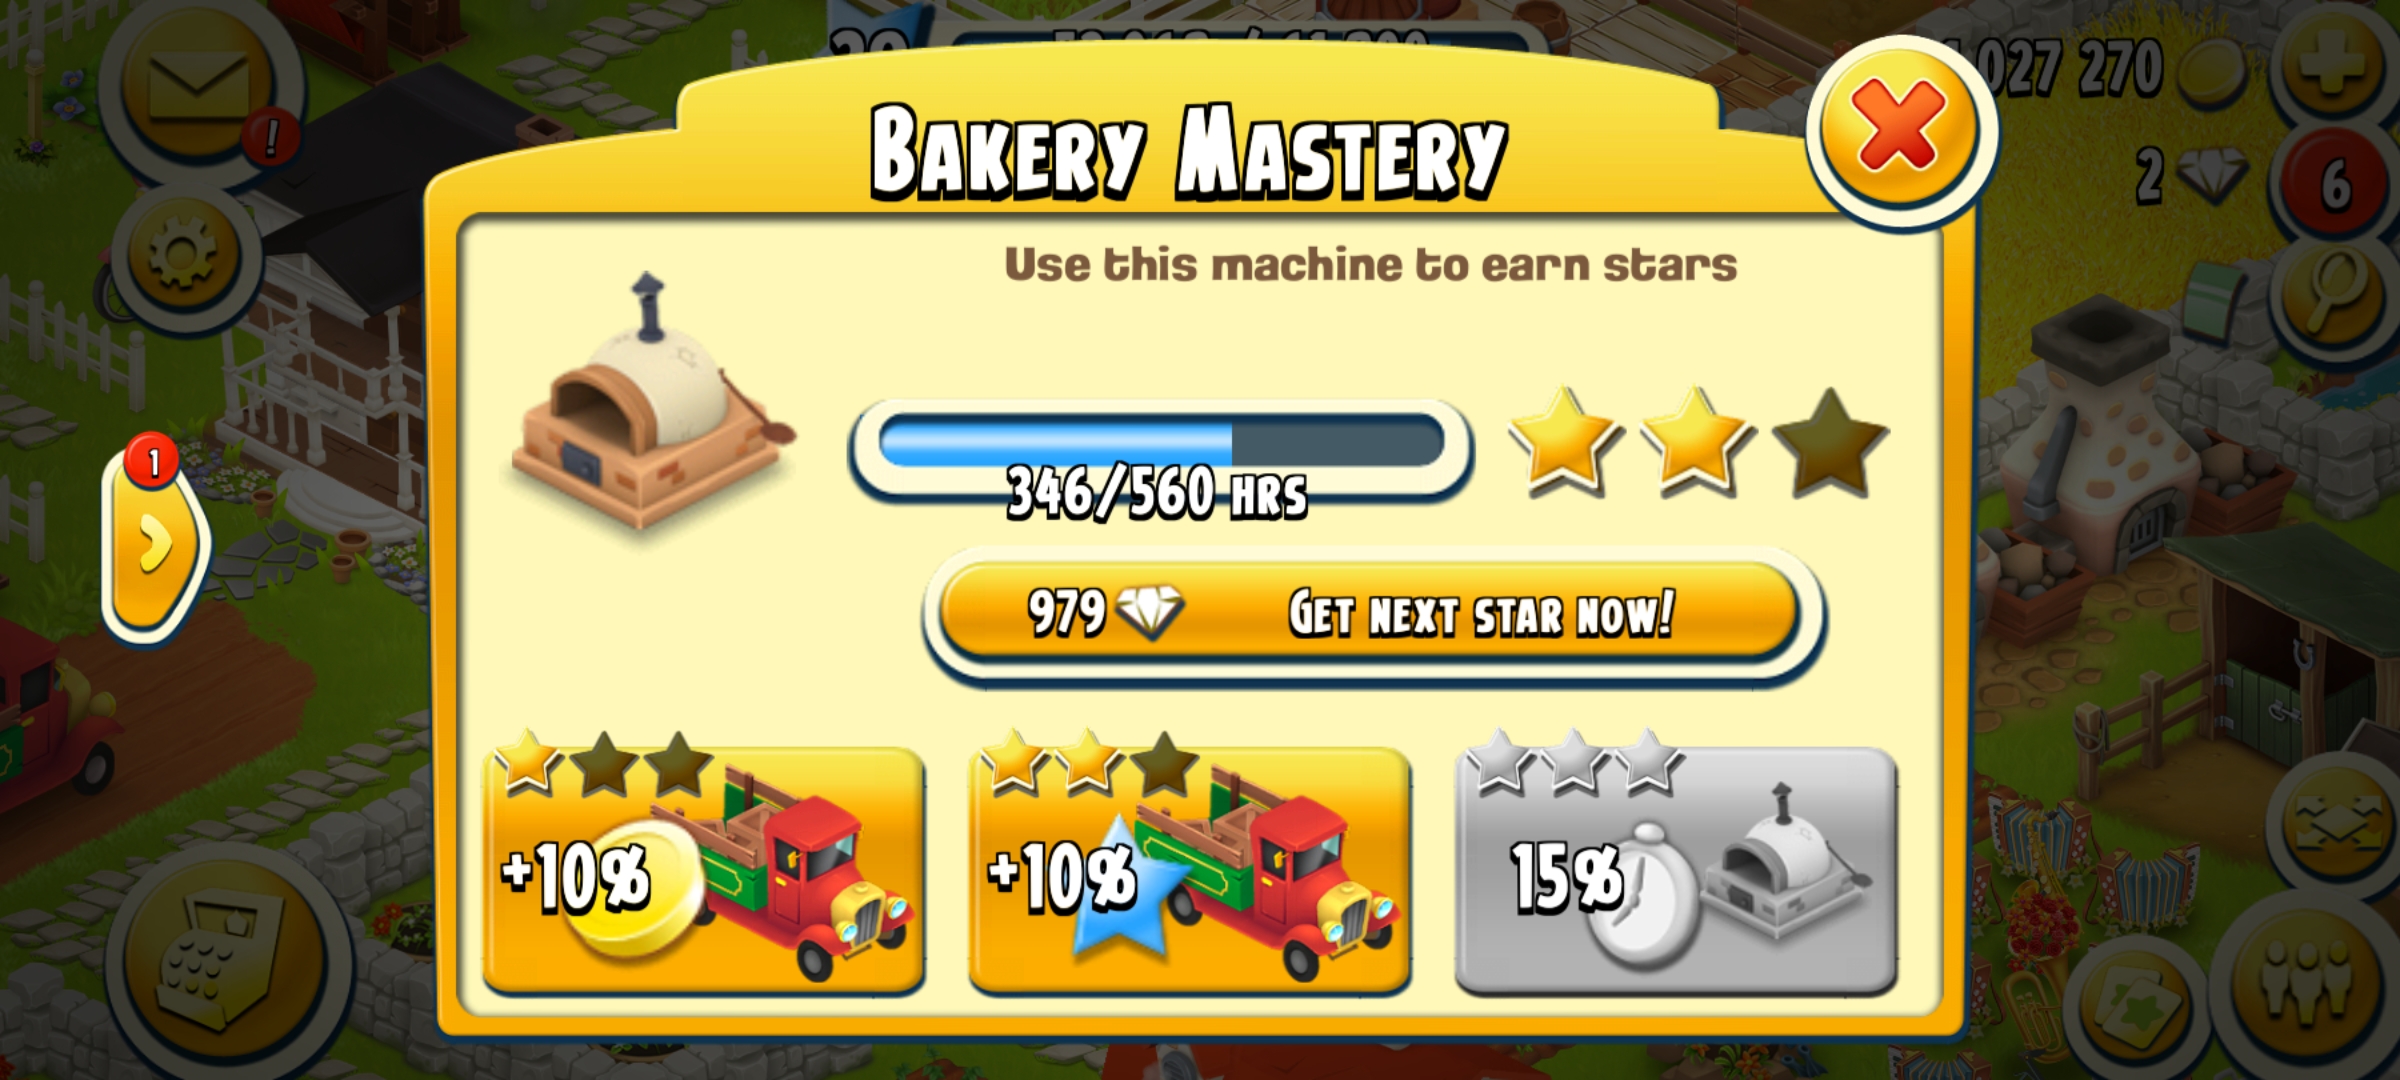 BAKERY MASTERY
Use this machine to earn stars
346/560 HRS
979 GET NEXT STAR NOW!
+10%
+10%
15%
027 270
2
6
1
!